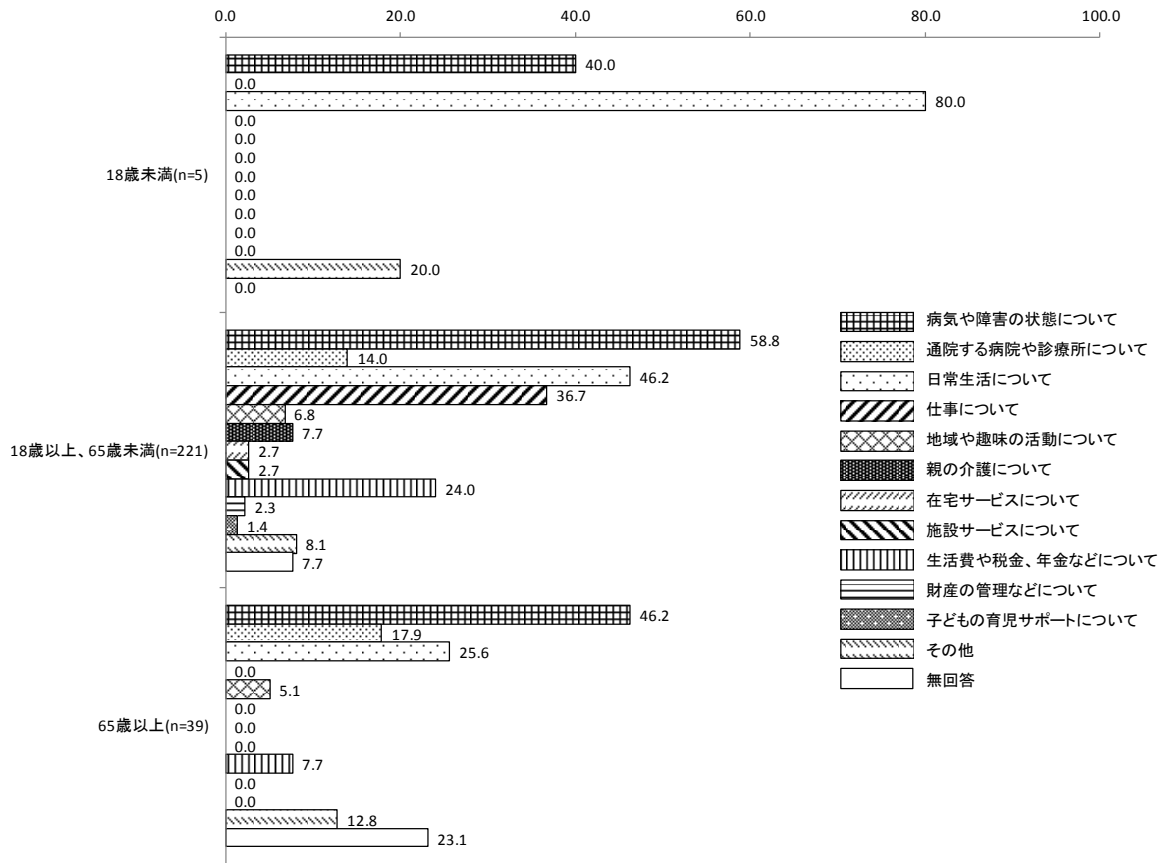 0.0 20.0 40.0 60.0 80.0 100.0
18歳未満(n=5)
40.0
0.0
80.0
0.0
0.0
0.0
0.0
0.0
0.0
0.0
0.0
20.0
0.0
18歳以上、65歳未満(n=221)
58.8
14.0
46.2
36.7
6.8
7.7
2.7
2.7
24.0
2.3
1.4
8.1
7.7
65歳以上(n=39)
46.2
17.9
25.6
0.0
5.1
0.0
0.0
0.0
7.7
0.0
0.0
12.8
23.1
病気や障害の状態について
通院する病院や診療所について
日常生活について
仕事について
地域や趣味の活動について
親の介護について
在宅サービスについて
施設サービスについて
生活費や税金、年金などについて
財産の管理などについて
子どもの育児サポートについて
その他
無回答